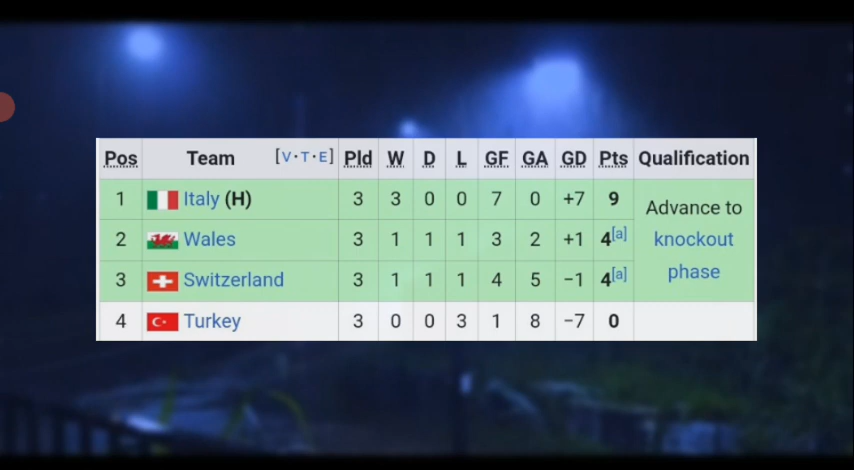 Pos Team [V·T·E] Pld W D L GF GA GD Pts Qualification
1 Italy (H) 3 3 0 0 7 0 +7 9 Advance to
2 Wales 3 1 1 1 3 2 +1 4[a] knockout
3 Switzerland 3 1 1 1 4 5 −1 4[a] phase
4 Turkey 3 0 0 3 1 8 −7 0